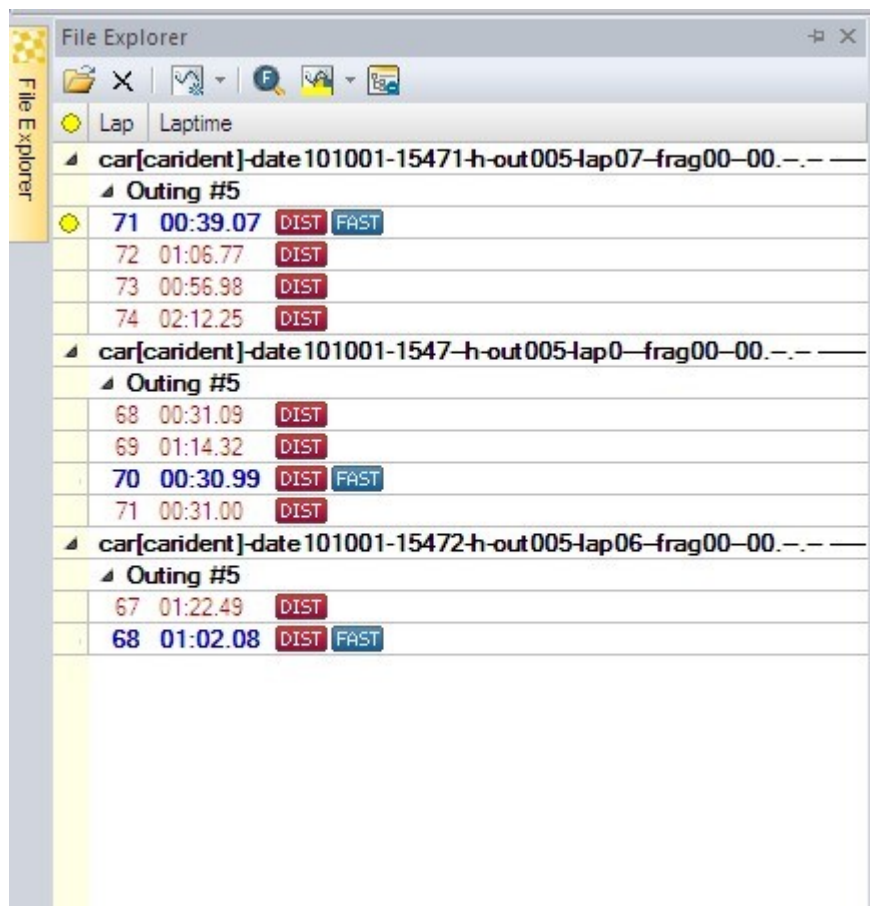 File Explorer
File Explorer
Lap Laptime
car[carident]-date101001-15471-h-out005-lap07--frag00--00.--.-- ----
Outing #5
71 00:39.07 DIST FAST
72 01:06.77 DIST
73 00:56.98 DIST
74 02:12.25 DIST
car[carident]-date101001-1547--h-out005-lap0---frag00--00.--.-- ----
Outing #5
68 00:31.09 DIST
69 01:14.32 DIST
70 00:30.99 DIST FAST
71 00:31.00 DIST
car[carident]-date101001-15472-h-out005-lap06--frag00--00.--.-- ----
Outing #5
67 01:22.49 DIST
68 01:02.08 DIST FAST